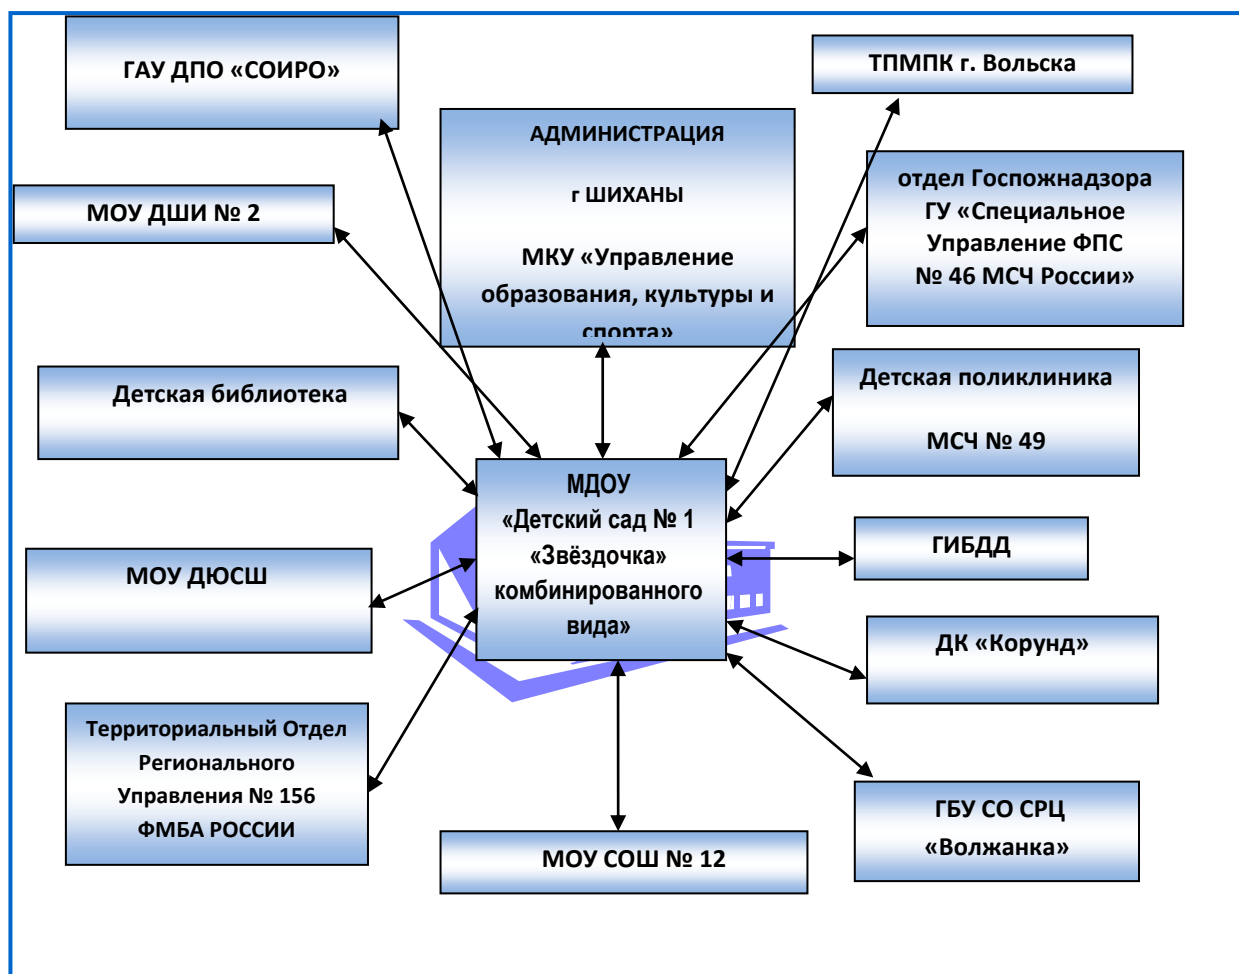 ГАУ ДПО «СОИРО»
ТПМПК г. Вольска
АДМИНИСТРАЦИЯ
г ШИХАНЫ
МКУ «Управление
образования, культуры и
спорта»
отдел Госпожнадзора
ГУ «Специальное
Управление ФПС
№ 46 МСЧ России»
МОУ ДШИ № 2
Детская библиотека
Детская поликлиника
МСЧ № 49
МДОУ
«Детский сад № 1
«Звёздочка»
комбинированного
вида»
МОУ ДЮСШ
ГИБДД
ДК «Корунд»
Территориальный Отдел
Регионального
Управления № 156
ФМБА РОССИИ
МОУ СОШ № 12
ГБУ СО СРЦ
«Волжанка»